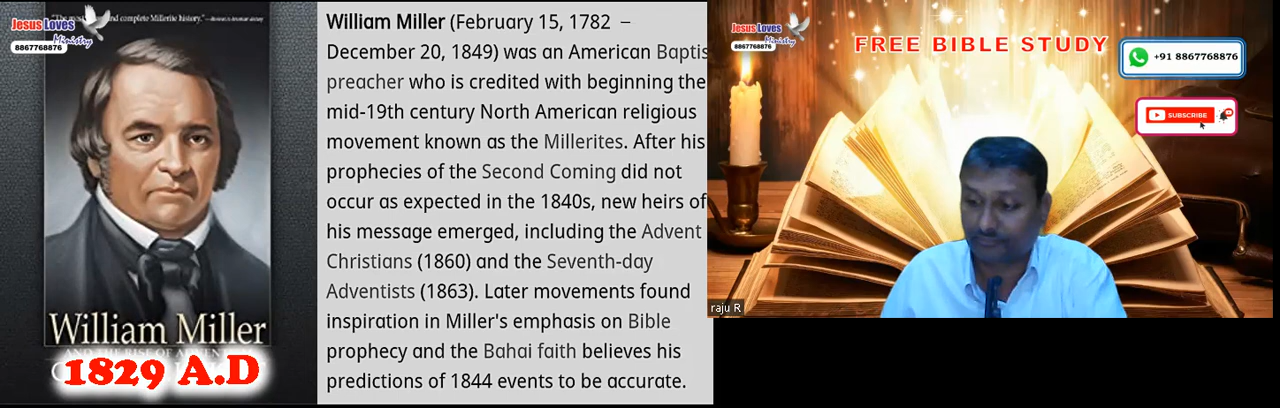 and complete Millerite history."
Jesus Loves
Ministry
8867768876
William Miller
1829 A.D
William Miller (February 15, 1782 –
December 20, 1849) was an American Baptis
preacher who is credited with beginning the
mid-19th century North American religious
movement known as the Millerites. After his
prophecies of the Second Coming did not
occur as expected in the 1840s, new heirs of
his message emerged, including the Advent
Christians (1860) and the Seventh-day
Adventists (1863). Later movements found
inspiration in Miller's emphasis on Bible
prophecy and the Bahai faith believes his
predictions of 1844 events to be accurate.
Jesus Loves
Ministry
8867768876
FREE BIBLE STUDY
+91 8867768876
SUBSCRIBE
raju R